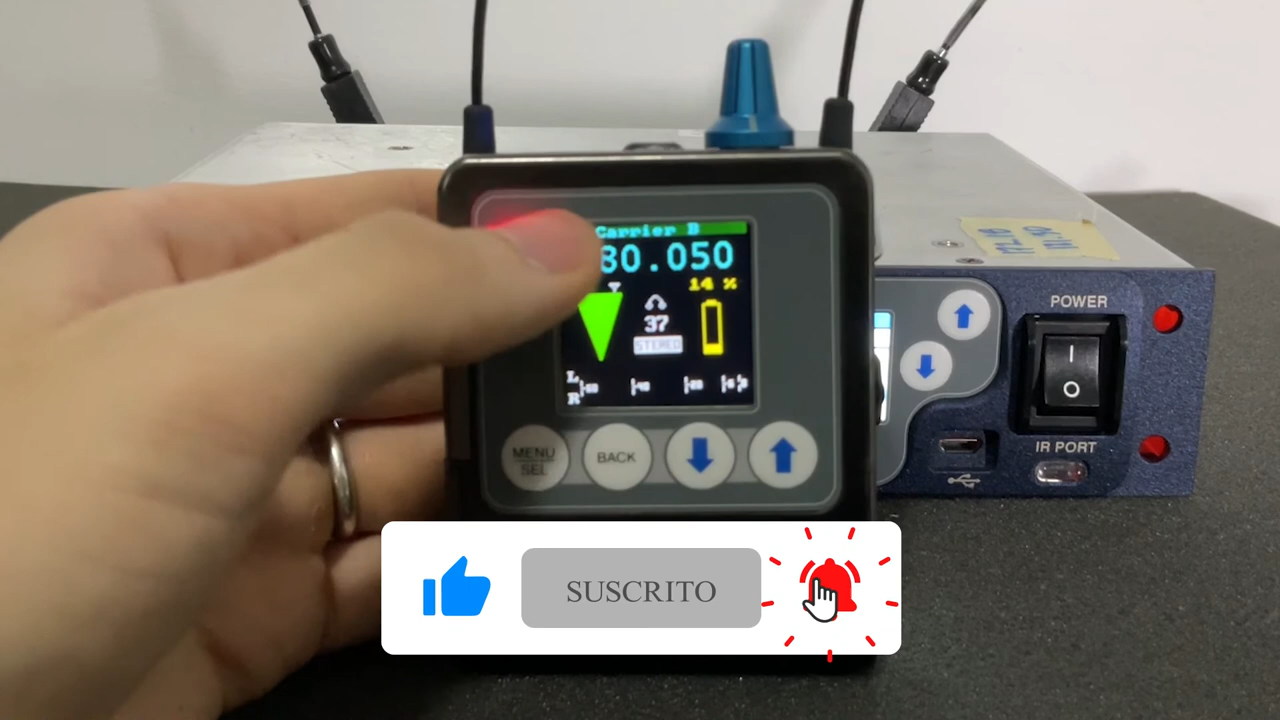 Carrier B
80.050
14 %
37
STEREO
L
R
MENU
SEL
BACK
POWER
I
O
IR PORT
SUSCRITO